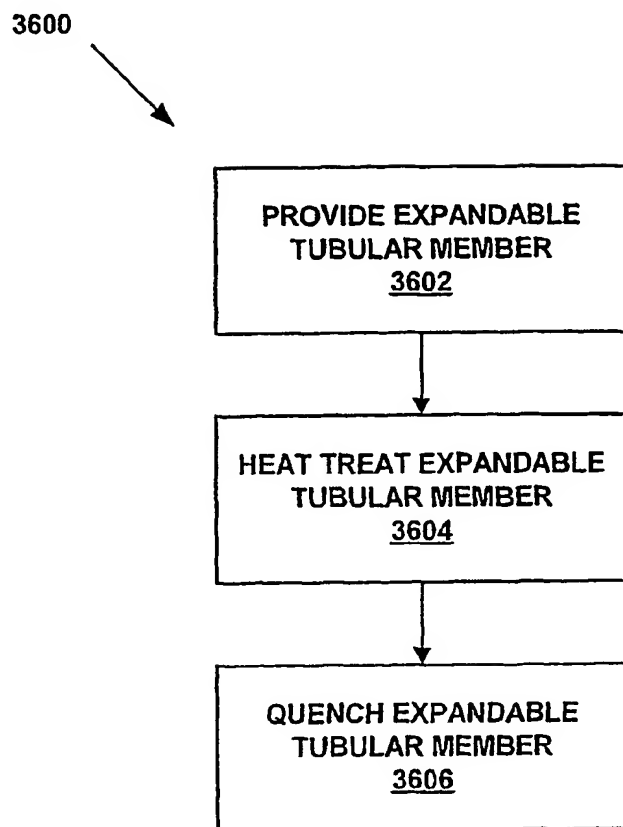 3600
PROVIDE EXPANDABLE
TUBULAR MEMBER
3602
HEAT TREAT EXPANDABLE
TUBULAR MEMBER
3604
QUENCH EXPANDABLE
TUBULAR MEMBER
3606